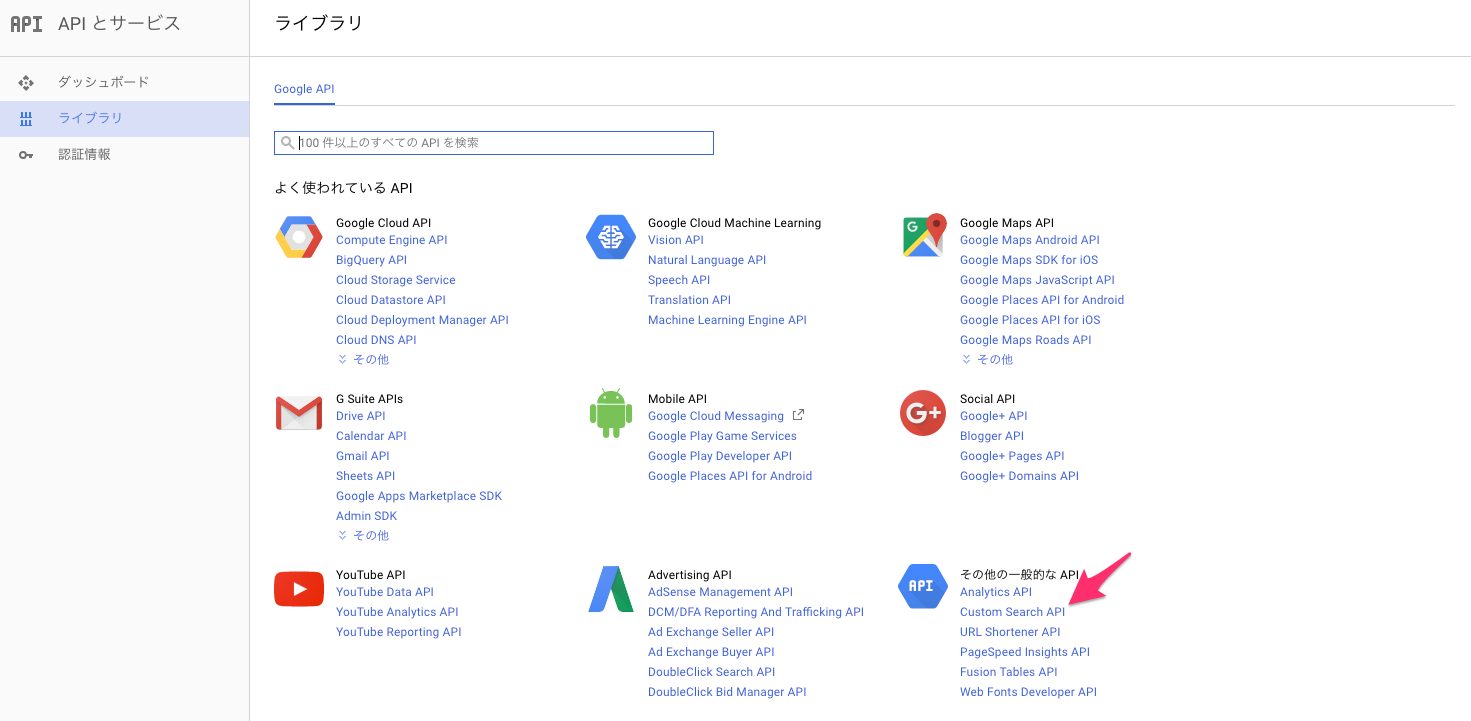 API API とサービス
ダッシュボード
ライブラリ
認証情報
ライブラリ
Google API
100 件以上のすべての API を検索
よく使われている API
Google Cloud API
Compute Engine API
BigQuery API
Cloud Storage Service
Cloud Datastore API
Cloud Deployment Manager API
Cloud DNS API
その他
Google Cloud Machine Learning
Vision API
Natural Language API
Speech API
Translation API
Machine Learning Engine API
G
Google Maps API
Google Maps Android API
Google Maps SDK for iOS
Google Maps JavaScript API
Google Places API for Android
Google Places API for iOS
Google Maps Roads API
その他
G Suite APIs
Drive API
Calendar API
Gmail API
Sheets API
Google Apps Marketplace SDK
Admin SDK
その他
Mobile API
Google Cloud Messaging
Google Play Game Services
Google Play Developer API
Google Places API for Android
G+
Social API
Google+ API
Blogger API
Google+ Pages API
Google+ Domains API
YouTube API
YouTube Data API
YouTube Analytics API
YouTube Reporting API
Advertising API
AdSense Management API
DCM/DFA Reporting And Trafficking API
Ad Exchange Seller API
Ad Exchange Buyer API
DoubleClick Search API
DoubleClick Bid Manager API
API
その他の一般的な API
Analytics API
Custom Search API
URL Shortener API
PageSpeed Insights API
Fusion Tables API
Web Fonts Developer API